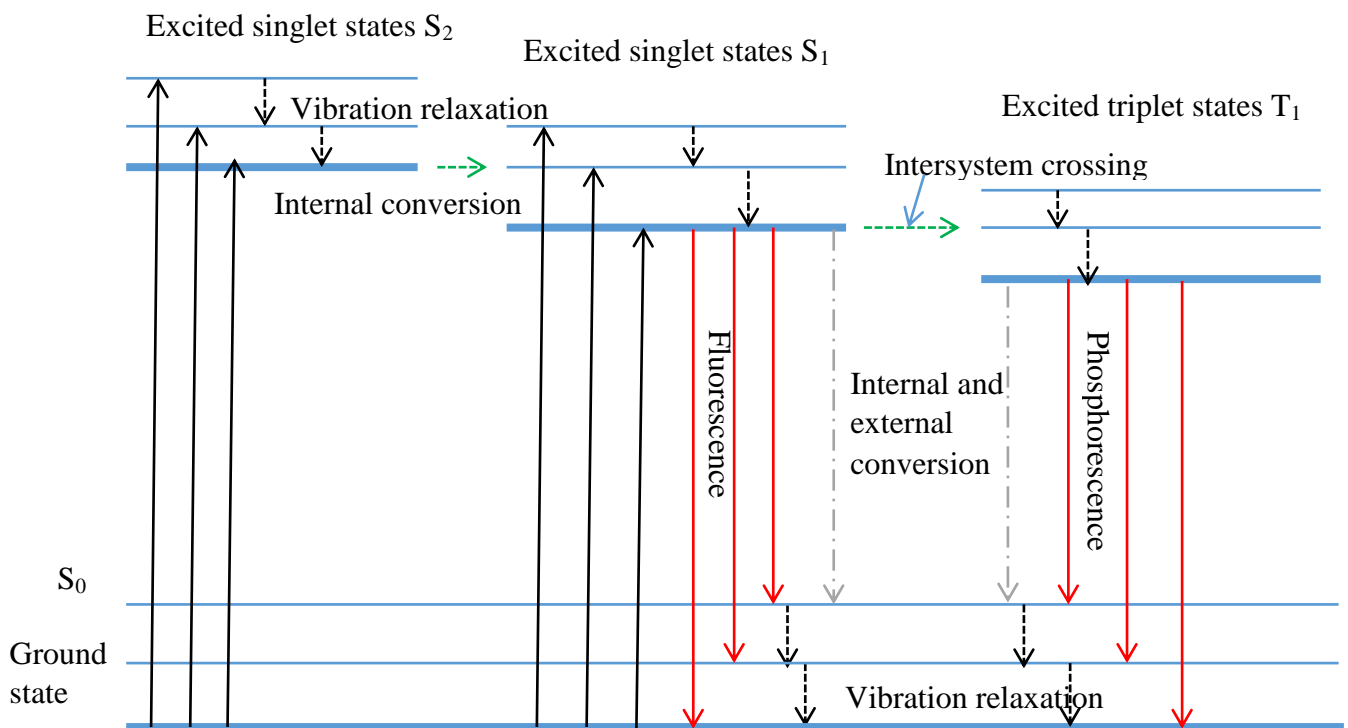 Excited singlet states S₂
Excited singlet states S₁
Excited triplet states T₁
Vibration relaxation
Intersystem crossing
Internal conversion
Fluorescence
Phosphorescence
Internal and
external
conversion
S₀
Ground
state
Vibration relaxation